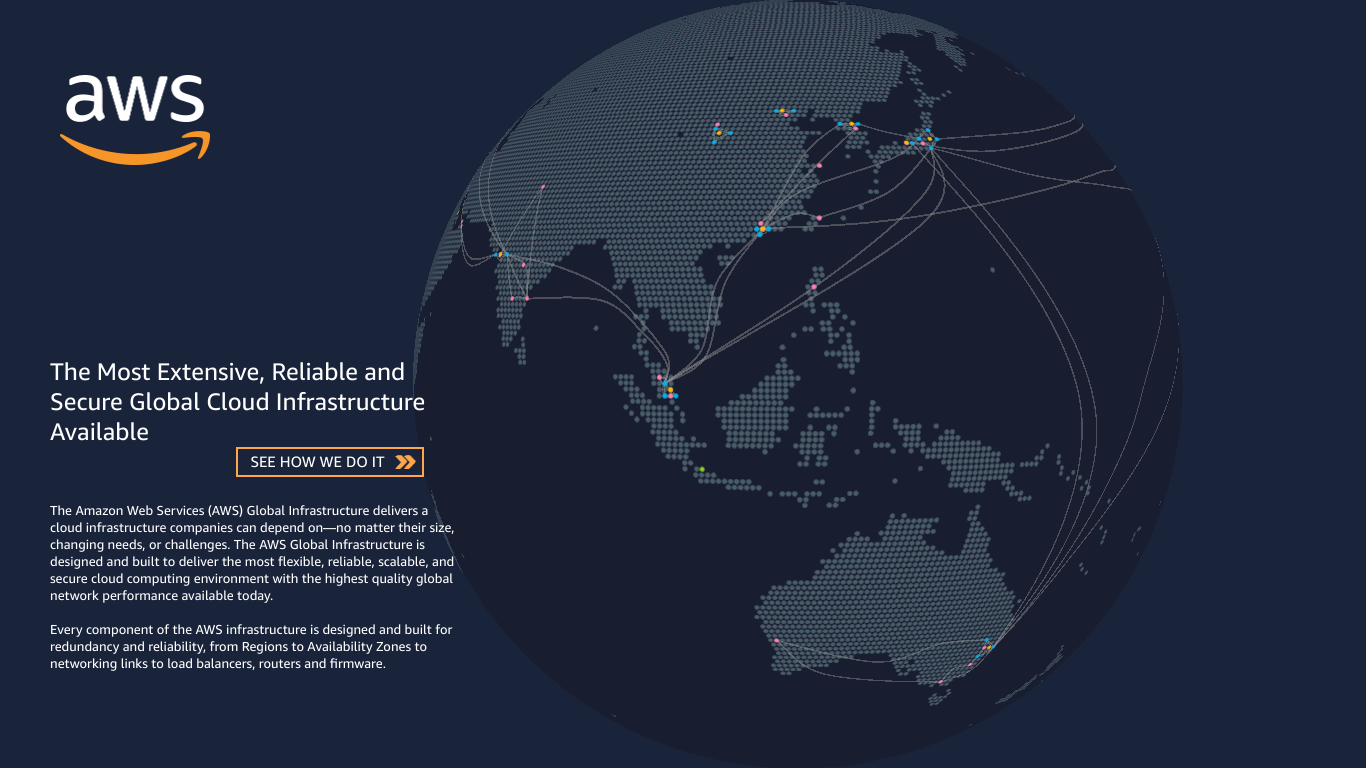 aws
The Most Extensive, Reliable and
Secure Global Cloud Infrastructure
Available
SEE HOW WE DO IT
The Amazon Web Services (AWS) Global Infrastructure delivers a
cloud infrastructure companies can depend on—no matter their size,
changing needs, or challenges. The AWS Global Infrastructure is
designed and built to deliver the most flexible, reliable, scalable, and
secure cloud computing environment with the highest quality global
network performance available today.
Every component of the AWS infrastructure is designed and built for
redundancy and reliability, from Regions to Availability Zones to
networking links to load balancers, routers and firmware.